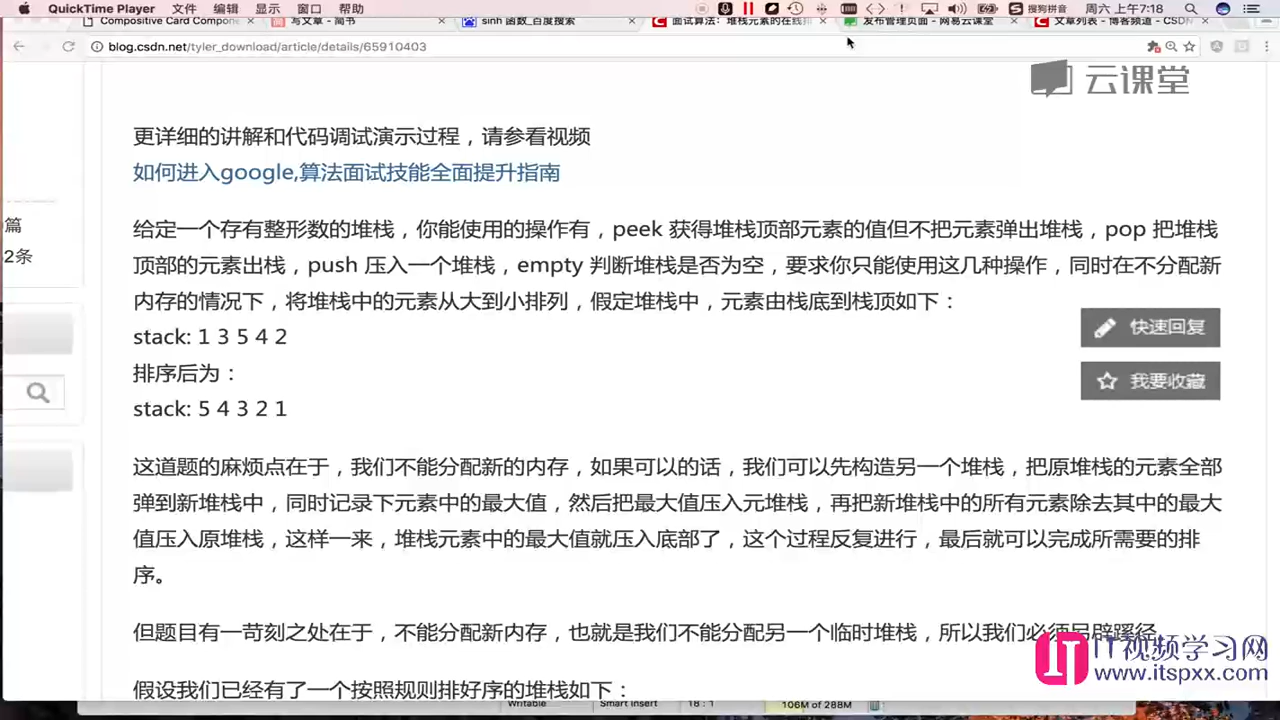 QuickTime Player 文件 编辑 显示 窗口 帮助 搜狗拼音 周六 上午7:18
Compositive Card Compone 写文章 - 简书 sinh 函数_百度搜索 面试算法：堆栈元素的在线排 发布管理页面 - 网易云课堂 文章列表 - 博客频道 - CSDN
blog.csdn.net/tyler_download/article/details/65910403
云课堂
更详细的讲解和代码调试演示过程，请参看视频
如何进入google,算法面试技能全面提升指南
篇
2条
给定一个存有整形数的堆栈，你能使用的操作有，peek 获得堆栈顶部元素的值但不把元素弹出堆栈，pop 把堆栈
顶部的元素出栈，push 压入一个堆栈，empty 判断堆栈是否为空，要求你只能使用这几种操作，同时在不分配新
内存的情况下，将堆栈中的元素从大到小排列，假定堆栈中，元素由栈底到栈顶如下：
stack: 1 3 5 4 2
快速回复
排序后为：
我要收藏
stack: 5 4 3 2 1
这道题的麻烦点在于，我们不能分配新的内存，如果可以的话，我们可以先构造另一个堆栈，把原堆栈的元素全部
弹到新堆栈中，同时记录下元素中的最大值，然后把最大值压入元堆栈，再把新堆栈中的所有元素除去其中的最大
值压入原堆栈，这样一来，堆栈元素中的最大值就压入底部了，这个过程反复进行，最后就可以完成所需要的排
序。
但题目有一苛刻之处在于，不能分配新内存，也就是我们不能分配另一个临时堆栈，所以我们必须另辟蹊径。
IT视频学习网
www.itspxx.com
假设我们已经有了一个按照规则排好序的堆栈如下：
Writable Smart Insert 18 : 1 106M of 288M